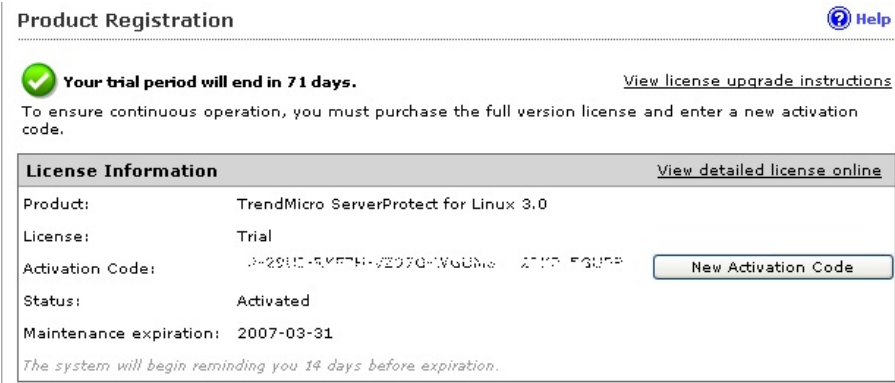 Product Registration
Help
Your trial period will end in 71 days.
View license upgrade instructions
To ensure continuous operation, you must purchase the full version license and enter a new activation
code.
License Information
View detailed license online
Product: TrendMicro ServerProtect for Linux 3.0
License: Trial
Activation Code:
New Activation Code
Status: Activated
Maintenance expiration: 2007-03-31
The system will begin reminding you 14 days before expiration.